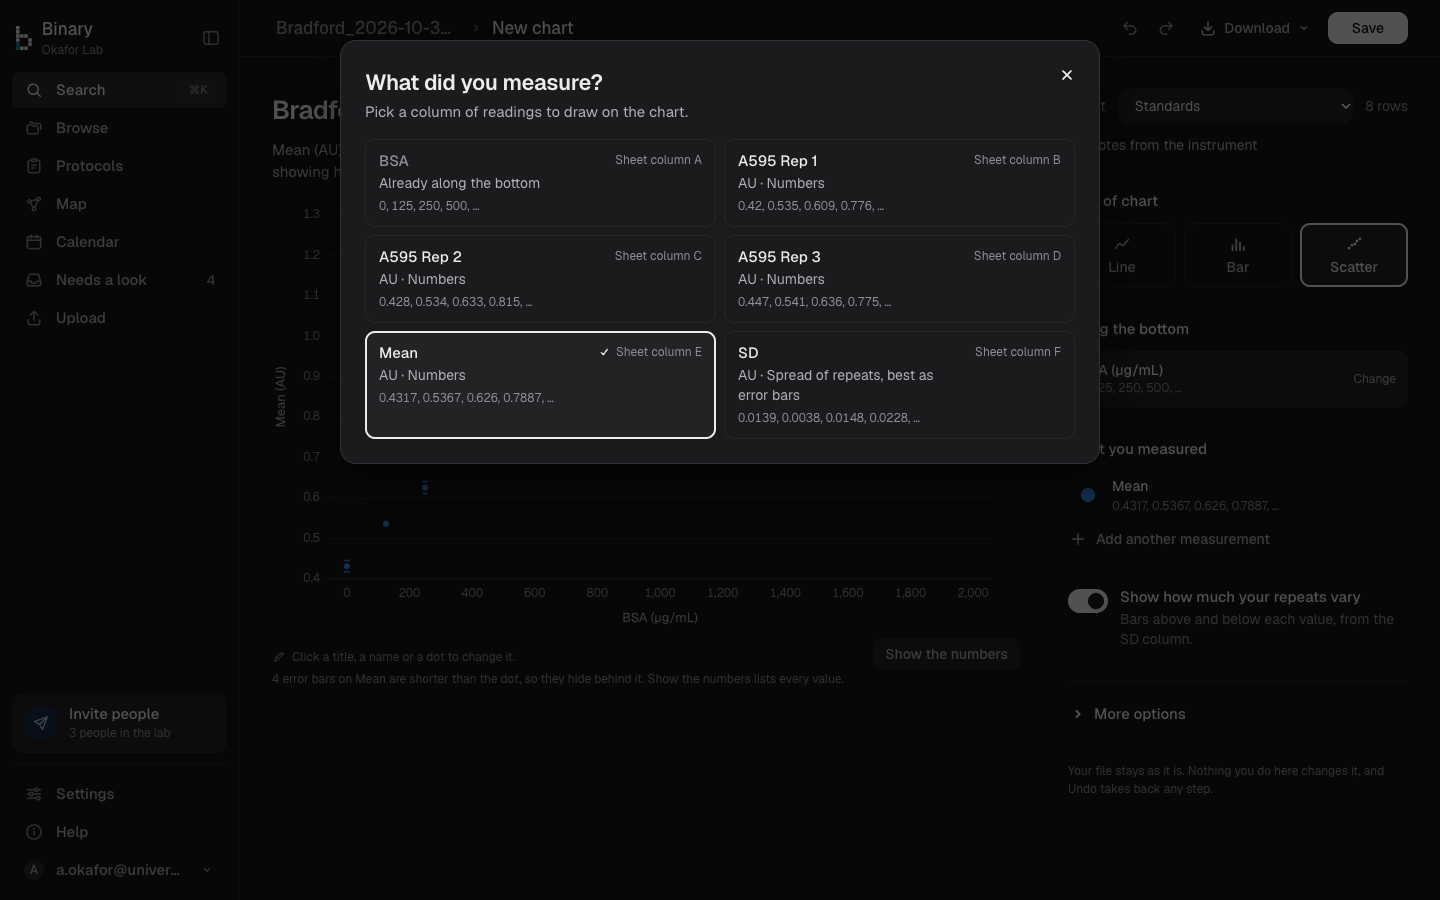 Binary
Okafor Lab
Search
⌘K
Browse
Protocols
Map
Calendar
Needs a look
4
Upload
Invite people
3 people in the lab
Settings
Help
A
a.okafor@univer...
Bradford_2026-10-3...
New chart
Download
Save
Bradf
Mean (AU)
showing h
What did you measure?
Pick a column of readings to draw on the chart.
BSA
Sheet column A
Already along the bottom
0, 125, 250, 500, ...
A595 Rep 1
Sheet column B
AU · Numbers
0.42, 0.535, 0.609, 0.776, ...
A595 Rep 2
Sheet column C
AU · Numbers
0.428, 0.534, 0.633, 0.815, ...
A595 Rep 3
Sheet column D
AU · Numbers
0.447, 0.541, 0.636, 0.775, ...
Mean
Sheet column E
AU · Numbers
0.4317, 0.5367, 0.626, 0.7887, ...
SD
Sheet column F
AU · Spread of repeats, best as
error bars
0.0139, 0.0038, 0.0148, 0.0228, ...
1.3
1.2
1.1
1.0
0.9
0.8
0.7
0.6
0.5
0.4
Mean (AU)
0
200
400
600
800
1,000
1,200
1,400
1,600
1,800
2,000
BSA (µg/mL)
Click a title, a name or a dot to change it.
Show the numbers
4 error bars on Mean are shorter than the dot, so they hide behind it. Show the numbers lists every value.
t
Standards
8 rows
otes from the instrument
of chart
Line
Bar
Scatter
g the bottom
A (µg/mL)
25, 250, 500, ...
Change
t you measured
Mean
0.4317, 0.5367, 0.626, 0.7887, ...
Add another measurement
Show how much your repeats vary
Bars above and below each value, from the
SD column.
More options
Your file stays as it is. Nothing you do here changes it, and
Undo takes back any step.